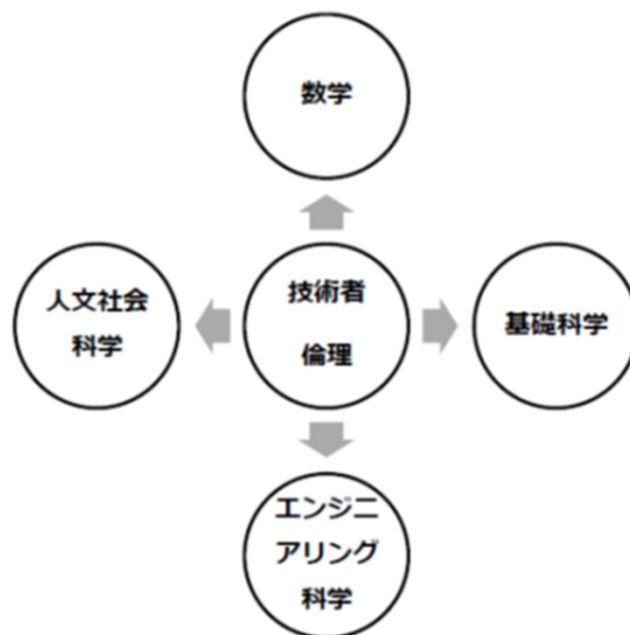 数学
人文社会
科学
技術者
倫理
基礎科学
エンジニ
アリング
科学